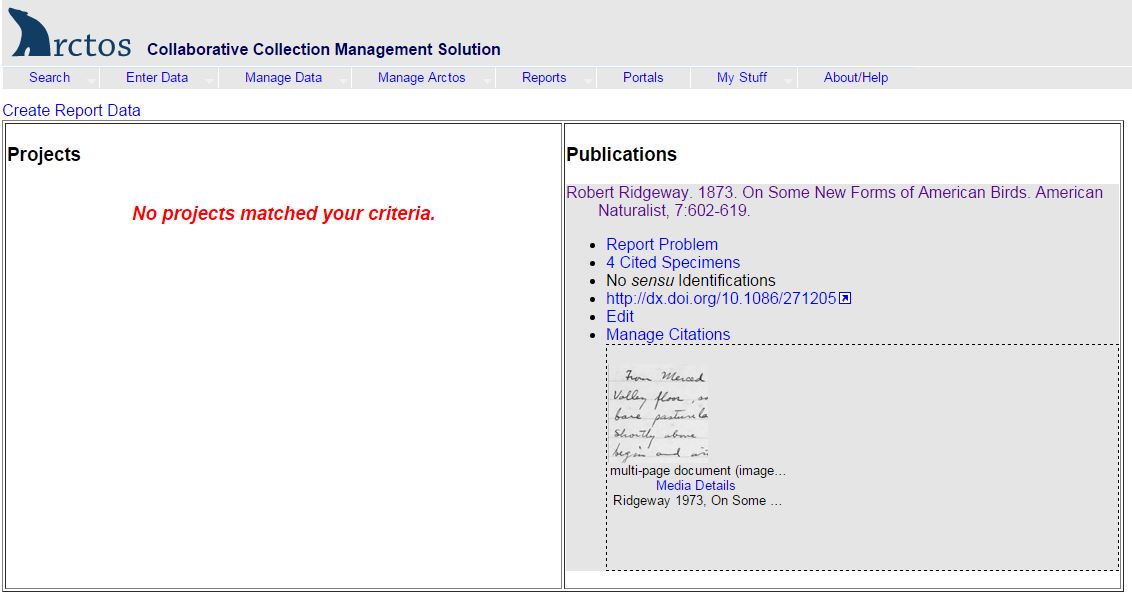 Arctos Collaborative Collection Management Solution
Search Enter Data Manage Data Manage Arctos Reports Portals My Stuff About/Help
Create Report Data
Projects
No projects matched your criteria.
Publications
Robert Ridgeway. 1873. On Some New Forms of American Birds. American
Naturalist, 7:602-619.
Report Problem
4 Cited Specimens
No sensu Identifications
http://dx.doi.org/10.1086/271205
Edit
Manage Citations
From Merced
Valley floor, so
bare pasturela
Shortly above
begin and
multi-page document (image...
Media Details
Ridgeway 1973, On Some ...